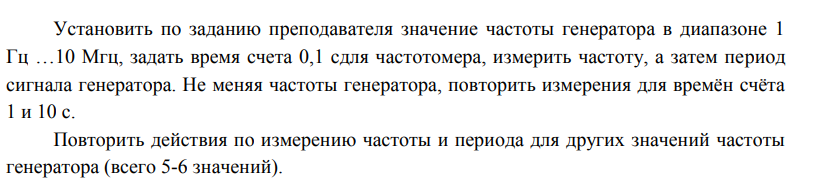 Установить по заданию преподавателя значение частоты генератора в диапазоне 1
Гц …10 Мгц, задать время счета 0,1 сдля частотомера, измерить частоту, а затем период
сигнала генератора. Не меняя частоты генератора, повторить измерения для времён счёта
1 и 10 с.
Повторить действия по измерению частоты и периода для других значений частоты
генератора (всего 5-6 значений).